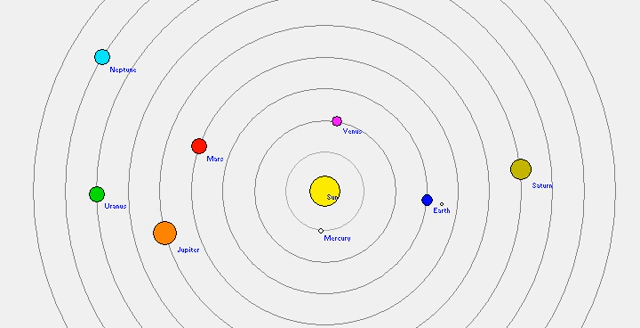 Neptune
Venus
Mars
Saturn
Sun
Uranus
Earth
Mercury
Jupiter